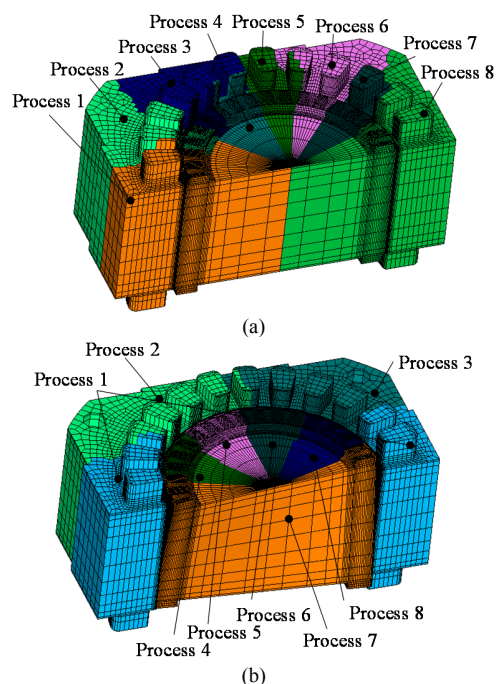 Process 4
Process 5
Process 3
Process 6
Process 2
Process 7
Process 1
Process 8
(a)
Process 2
Process 1
Process 3
Process 8
Process 6
Process 5
Process 7
Process 4
(b)